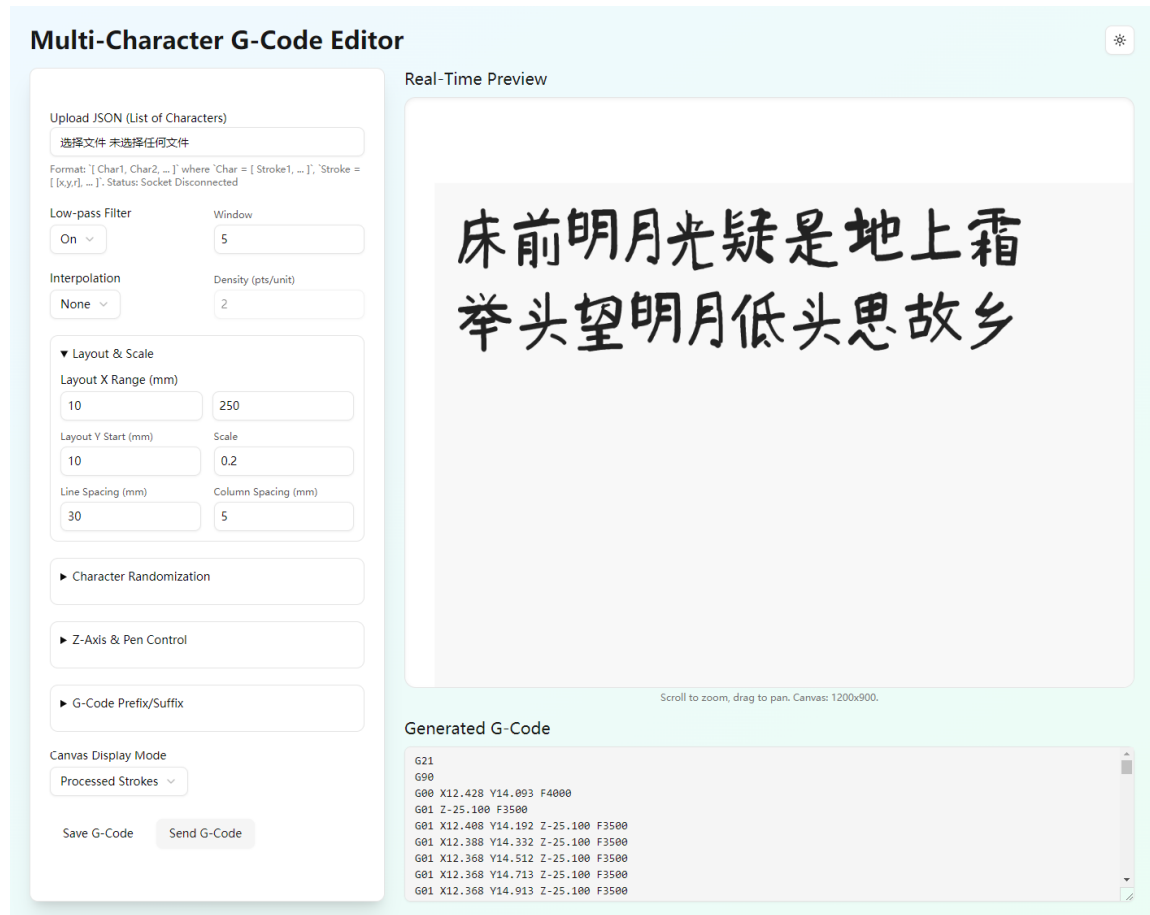 Multi-Character G-Code Editor
Upload JSON (List of Characters)
选择文件 未选择任何文件
Format: `[ Char1, Char2, … ]` where `Char = [ Stroke1, … ]`, `Stroke =
[ [x,y,r], … ]`. Status: Socket Disconnected
Low-pass Filter
Window
On
5
Interpolation
Density (pts/unit)
None
2
▼ Layout & Scale
Layout X Range (mm)
10
250
Layout Y Start (mm)
Scale
10
0.2
Line Spacing (mm)
Column Spacing (mm)
30
5
▶ Character Randomization
▶ Z-Axis & Pen Control
▶ G-Code Prefix/Suffix
Canvas Display Mode
Processed Strokes
Save G-Code
Send G-Code
Real-Time Preview
床前明月光疑是地上霜
举头望明月低头思故乡
Scroll to zoom, drag to pan. Canvas: 1200x900.
Generated G-Code
G21
G90
G00 X12.428 Y14.093 F4000
G01 Z-25.100 F3500
G01 X12.408 Y14.192 Z-25.100 F3500
G01 X12.388 Y14.332 Z-25.100 F3500
G01 X12.368 Y14.512 Z-25.100 F3500
G01 X12.368 Y14.713 Z-25.100 F3500
G01 X12.368 Y14.913 Z-25.100 F3500